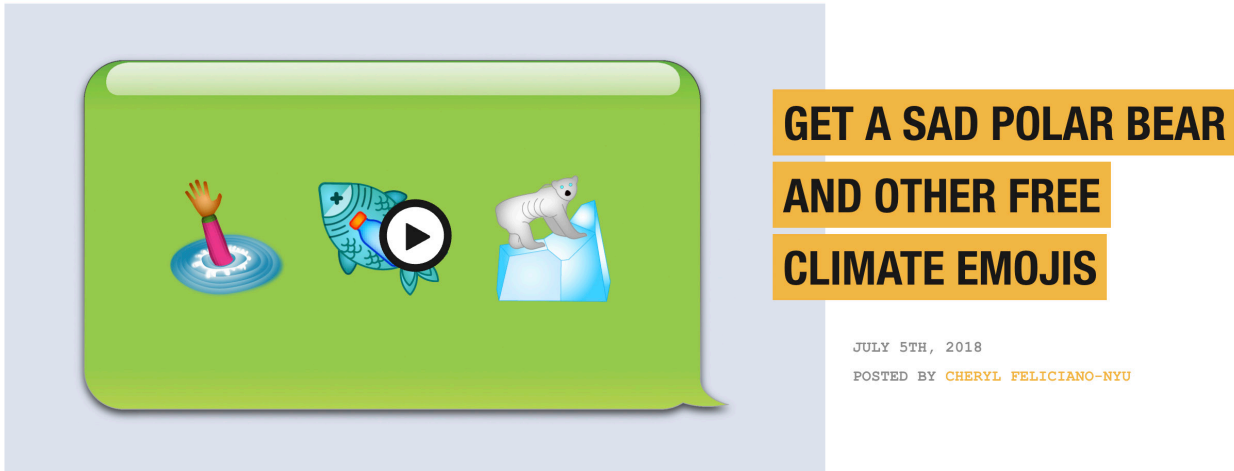 GET A SAD POLAR BEAR
AND OTHER FREE
CLIMATE EMOJIS
JULY 5TH, 2018
POSTED BY CHERYL FELICIANO-NYU